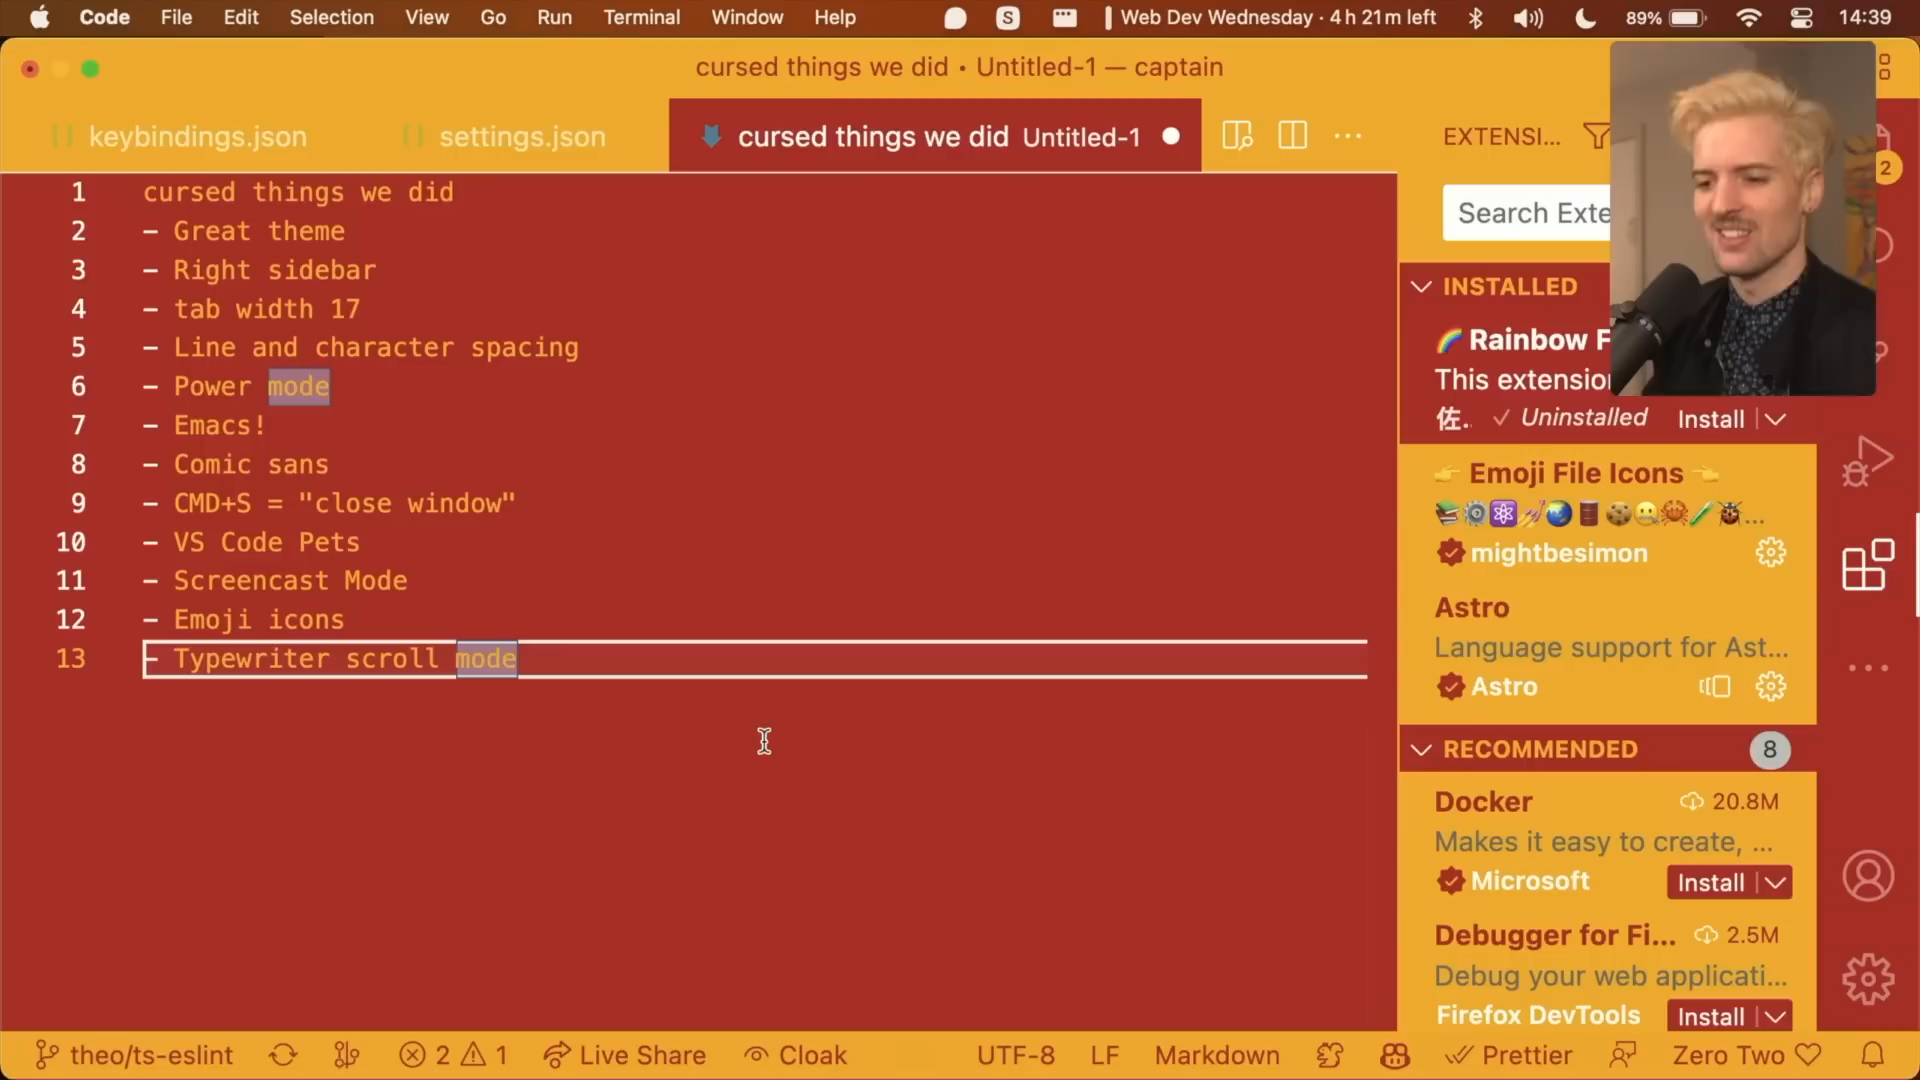 Code File Edit Selection View Go Run Terminal Window Help S Web Dev Wednesday · 4 h 21m left 89% 14:39
cursed things we did • Untitled-1 — captain
keybindings.json settings.json cursed things we did Untitled-1 EXTENSI...
2
1 cursed things we did
2 - Great theme
3 - Right sidebar
4 - tab width 17
5 - Line and character spacing
6 - Power mode
7 - Emacs!
8 - Comic sans
9 - CMD+S = "close window"
10 - VS Code Pets
11 - Screencast Mode
12 - Emoji icons
13 - Typewriter scroll mode
Search Exte
INSTALLED
Rainbow F
This extension
佐.. Uninstalled Install
Emoji File Icons
...
mightbesimon
Astro
Language support for Ast...
Astro
RECOMMENDED 8
Docker 20.8M
Makes it easy to create, ...
Microsoft Install
Debugger for Fi... 2.5M
Debug your web applicati...
Firefox DevTools Install
theo/ts-eslint 2 1 Live Share Cloak UTF-8 LF Markdown Prettier Zero Two